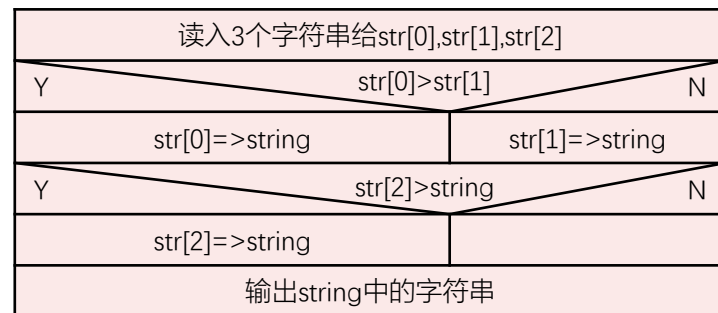 读入3个字符串给str[0],str[1],str[2]
Y str[0]>str[1] N
str[0]=>string str[1]=>string
Y str[2]>string N
str[2]=>string
输出string中的字符串